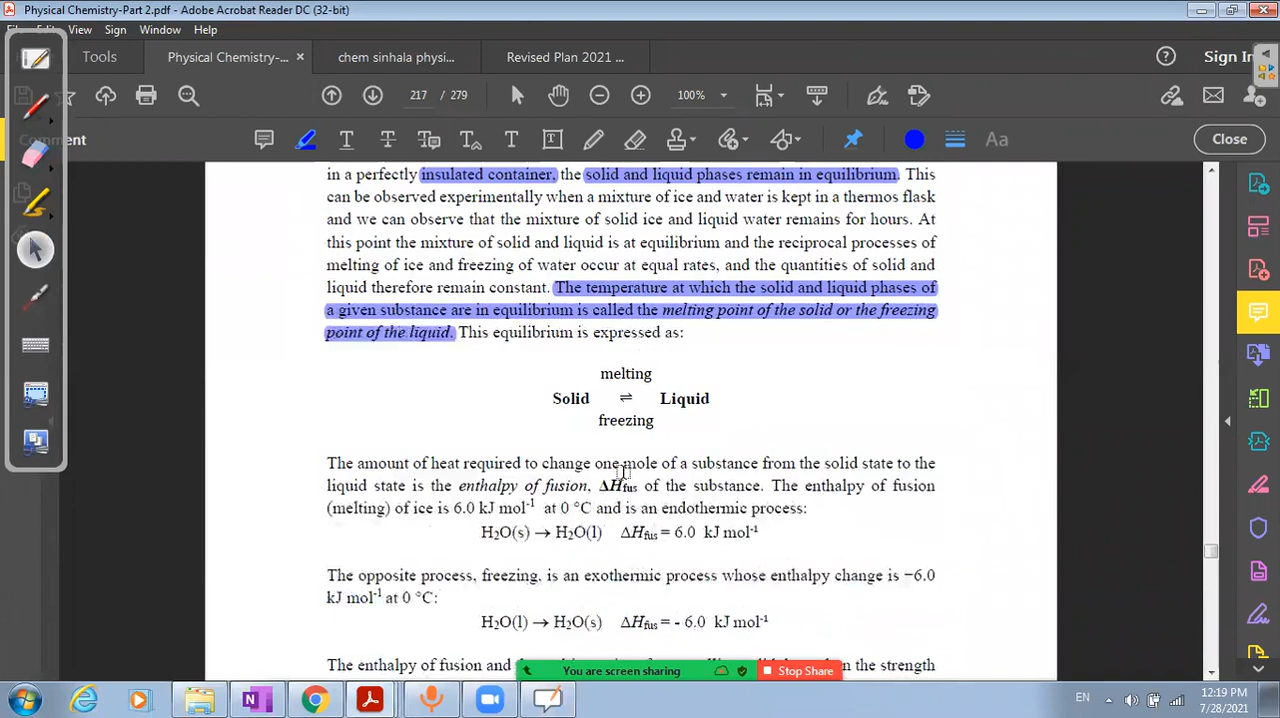 Physical Chemistry-Part 2.pdf - Adobe Acrobat Reader DC (32-bit)
View Sign Window Help
Tools Physical Chemistry-... × chem sinhala physi... Revised Plan 2021 ... Sign In
217 / 279 100%
Comment Close
in a perfectly insulated container, the solid and liquid phases remain in equilibrium. This
can be observed experimentally when a mixture of ice and water is kept in a thermos flask
and we can observe that the mixture of solid ice and liquid water remains for hours. At
this point the mixture of solid and liquid is at equilibrium and the reciprocal processes of
melting of ice and freezing of water occur at equal rates, and the quantities of solid and
liquid therefore remain constant. The temperature at which the solid and liquid phases of
a given substance are in equilibrium is called the melting point of the solid or the freezing
point of the liquid. This equilibrium is expressed as:
melting
Solid ⇌ Liquid
freezing
The amount of heat required to change one mole of a substance from the solid state to the
liquid state is the enthalpy of fusion, ΔHfus of the substance. The enthalpy of fusion
(melting) of ice is 6.0 kJ mol⁻¹ at 0 °C and is an endothermic process:
H₂O(s) → H₂O(l) ΔHfus = 6.0 kJ mol⁻¹
The opposite process, freezing, is an exothermic process whose enthalpy change is −6.0
kJ mol⁻¹ at 0 °C:
H₂O(l) → H₂O(s) ΔHfus = - 6.0 kJ mol⁻¹
The enthalpy of fusion and the strength
You are screen sharing Stop Share
EN 12:19 PM
7/28/2021